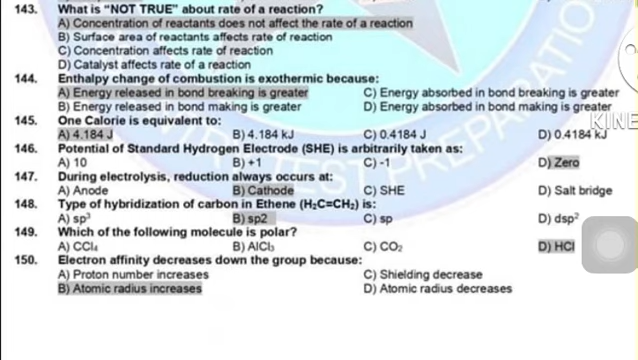 143. What is "NOT TRUE" about rate of a reaction?
A) Concentration of reactants does not affect the rate of a reaction
B) Surface area of reactants affects rate of reaction
C) Concentration affects rate of reaction
D) Catalyst affects rate of a reaction
144. Enthalpy change of combustion is exothermic because:
A) Energy released in bond breaking is greater C) Energy absorbed in bond breaking is greater
B) Energy released in bond making is greater D) Energy absorbed in bond making is greater
145. One Calorie is equivalent to:
A) 4.184 J B) 4.184 kJ C) 0.4184 J D) 0.4184 kJ
146. Potential of Standard Hydrogen Electrode (SHE) is arbitrarily taken as:
A) 10 B) +1 C) -1 D) Zero
147. During electrolysis, reduction always occurs at:
A) Anode B) Cathode C) SHE D) Salt bridge
148. Type of hybridization of carbon in Ethene (H₂C=CH₂) is:
A) sp³ B) sp2 C) sp D) dsp²
149. Which of the following molecule is polar?
A) CCl₄ B) AlCl₃ C) CO₂ D) HCl
150. Electron affinity decreases down the group because:
A) Proton number increases C) Shielding decrease
B) Atomic radius increases D) Atomic radius decreases
TEST PREPARATION
KINE